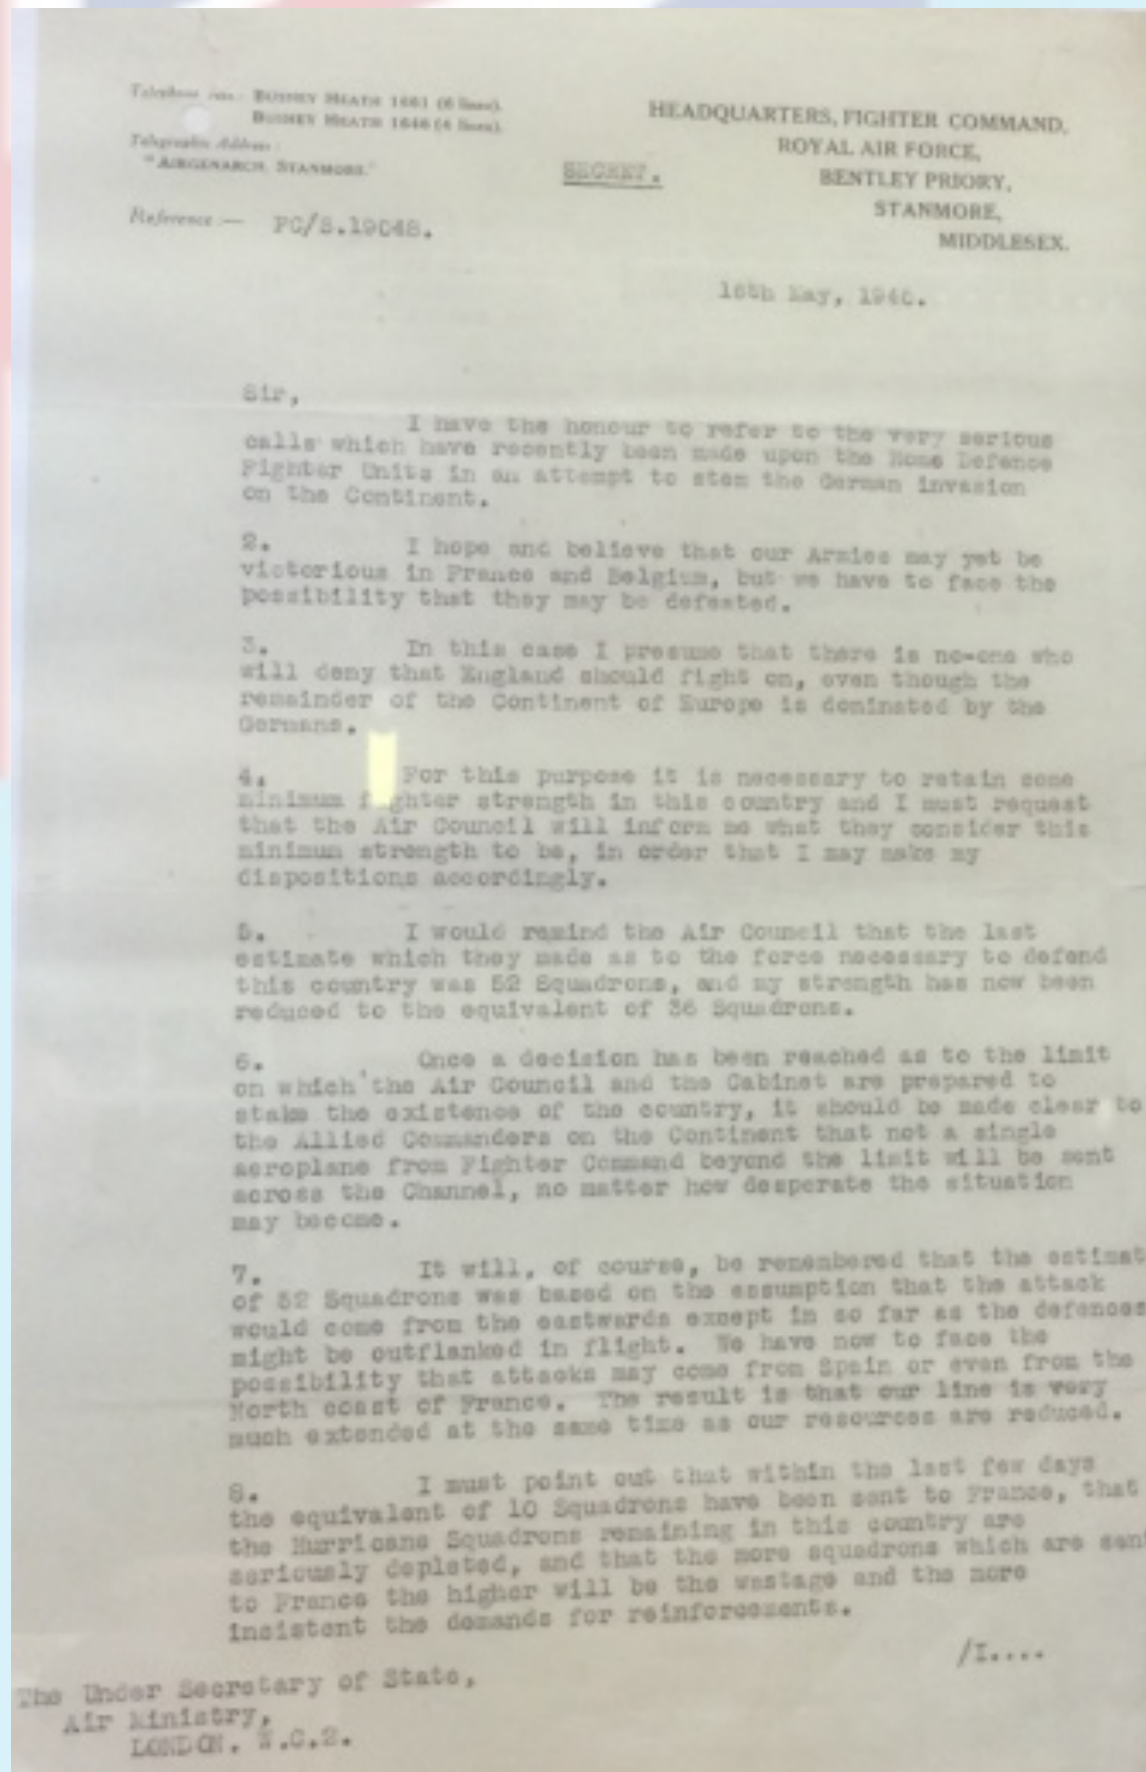 Telephone Nos.: BUSHEY HEATH 1661 (6 lines).
BUSHEY HEATH 1646 (4 lines).
Telegraphic Address:
"AIRGENARCH, STANMORE."
Reference:— FC/S.19048.
SECRET.
HEADQUARTERS, FIGHTER COMMAND,
ROYAL AIR FORCE,
BENTLEY PRIORY,
STANMORE,
MIDDLESEX.
16th May, 1940.
Sir,
I have the honour to refer to the very serious
calls which have recently been made upon the Home Defence
Fighter Units in an attempt to stem the German invasion
on the Continent.
2. I hope and believe that our Armies may yet be
victorious in France and Belgium, but we have to face the
possibility that they may be defeated.
3. In this case I presume that there is no-one who
will deny that England should fight on, even though the
remainder of the Continent of Europe is dominated by the
Germans.
4. For this purpose it is necessary to retain some
minimum fighter strength in this country and I must request
that the Air Council will inform me what they consider this
minimum strength to be, in order that I may make my
dispositions accordingly.
5. I would remind the Air Council that the last
estimate which they made as to the force necessary to defend
this country was 52 Squadrons, and my strength has now been
reduced to the equivalent of 36 Squadrons.
6. Once a decision has been reached as to the limit
on which the Air Council and the Cabinet are prepared to
stake the existence of the country, it should be made clear to
the Allied Commanders on the Continent that not a single
aeroplane from Fighter Command beyond the limit will be sent
across the Channel, no matter how desperate the situation
may become.
7. It will, of course, be remembered that the estimat
of 52 Squadrons was based on the assumption that the attack
would come from the eastwards except in so far as the defences
might be outflanked in flight. We have now to face the
possibility that attacks may come from Spain or even from the
North coast of France. The result is that our line is very
much extended at the same time as our resources are reduced.
8. I must point out that within the last few days
the equivalent of 10 Squadrons have been sent to France, that
the Hurricane Squadrons remaining in this country are
seriously depleted, and that the more squadrons which are sent
to France the higher will be the wastage and the more
insistent the demands for reinforcements.
/I....
The Under Secretary of State,
Air Ministry,
LONDON. W.C.2.